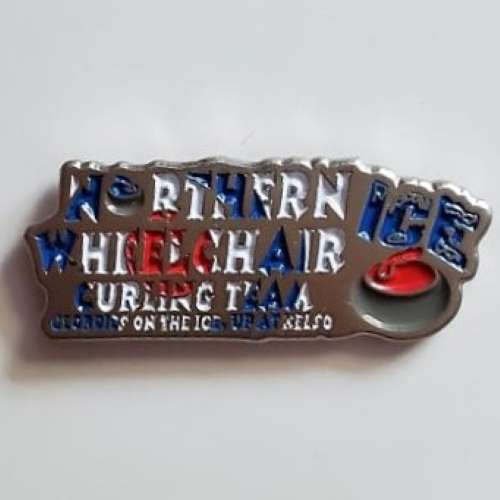 NORTHERN
ICE
WHEELCHAIR
CURLING TEAM
GEORDIES ON THE ICE, UP AT KELSO